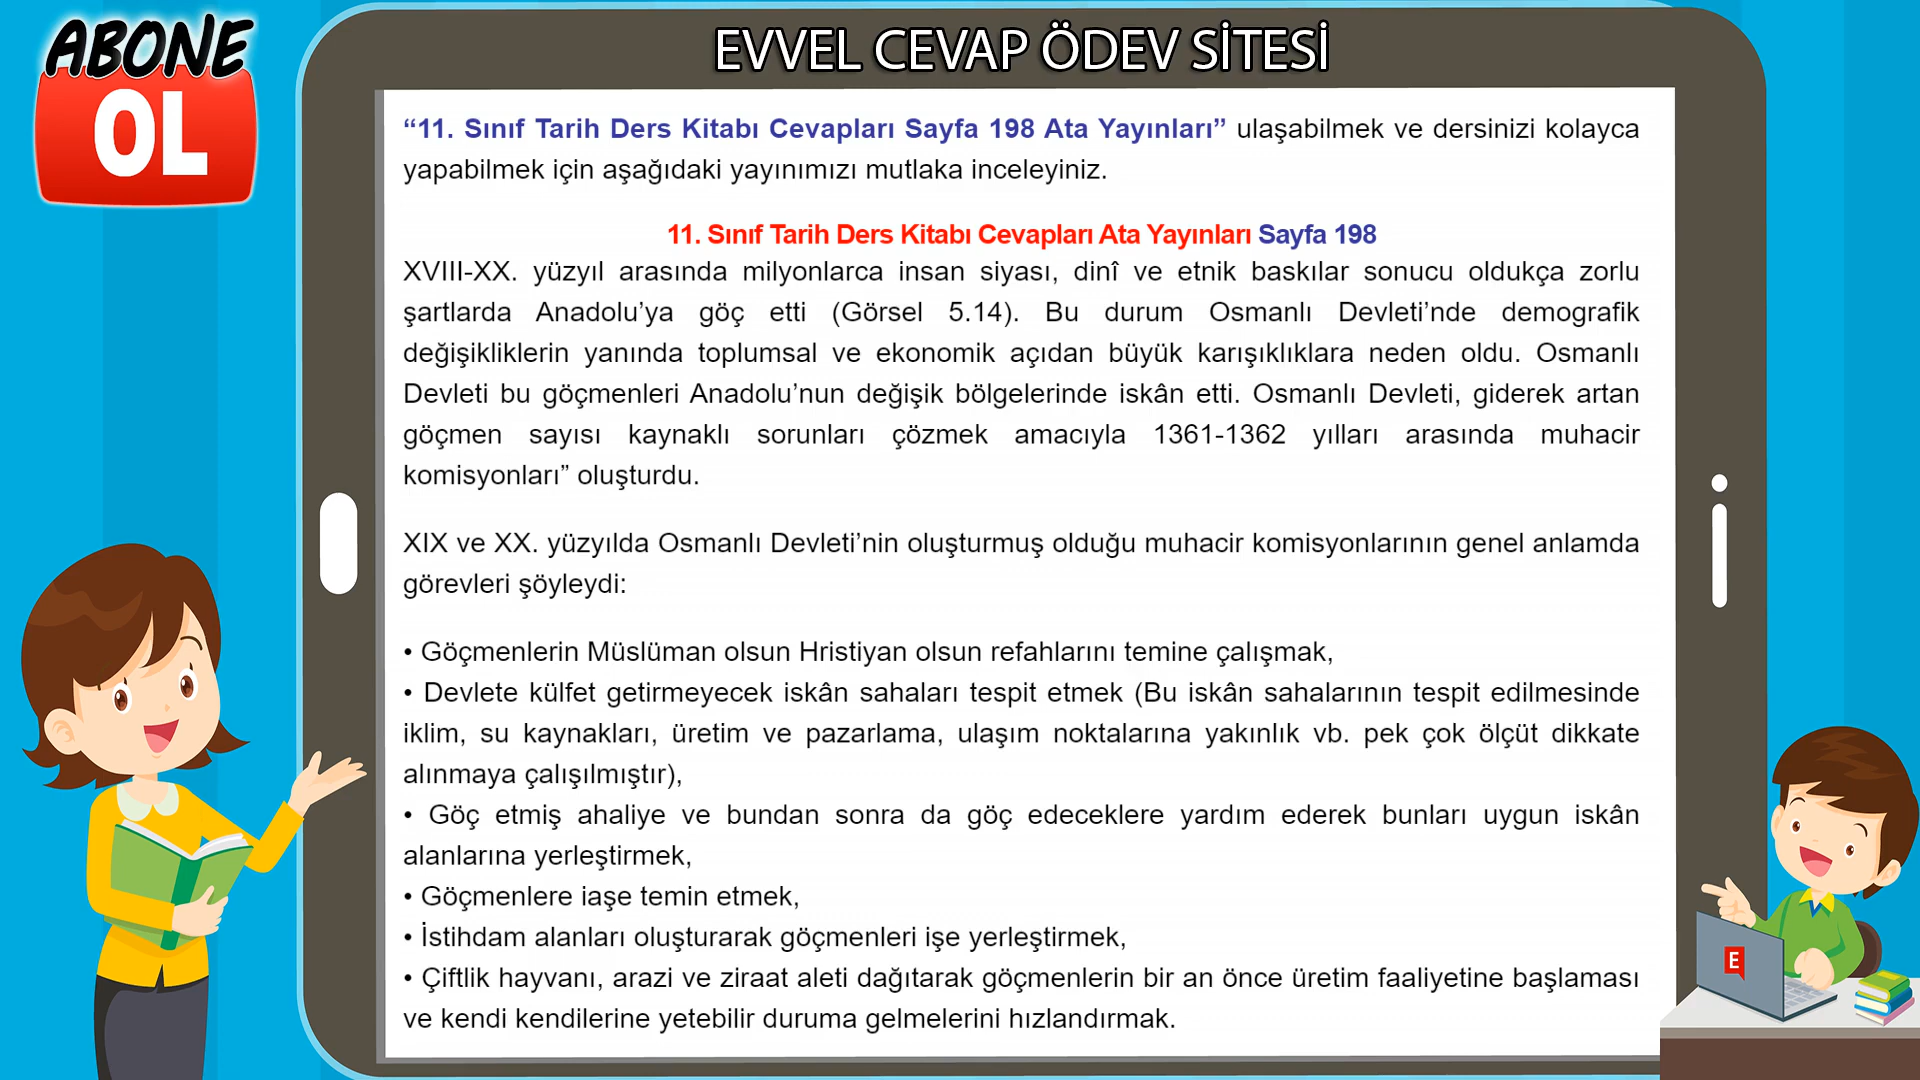 ABONE
OL
EVVEL CEVAP ÖDEV SİTESİ
“11. Sınıf Tarih Ders Kitabı Cevapları Sayfa 198 Ata Yayınları” ulaşabilmek ve dersinizi kolayca
yapabilmek için aşağıdaki yayınımızı mutlaka inceleyiniz.
11. Sınıf Tarih Ders Kitabı Cevapları Ata Yayınları Sayfa 198
XVIII-XX. yüzyıl arasında milyonlarca insan siyası, dinî ve etnik baskılar sonucu oldukça zorlu
şartlarda Anadolu’ya göç etti (Görsel 5.14). Bu durum Osmanlı Devleti’nde demografik
değişikliklerin yanında toplumsal ve ekonomik açıdan büyük karışıklıklara neden oldu. Osmanlı
Devleti bu göçmenleri Anadolu’nun değişik bölgelerinde iskân etti. Osmanlı Devleti, giderek artan
göçmen sayısı kaynaklı sorunları çözmek amacıyla 1361-1362 yılları arasında muhacir
komisyonları” oluşturdu.
XIX ve XX. yüzyılda Osmanlı Devleti’nin oluşturmuş olduğu muhacir komisyonlarının genel anlamda
görevleri şöyleydi:
• Göçmenlerin Müslüman olsun Hristiyan olsun refahlarını temine çalışmak,
• Devlete külfet getirmeyecek iskân sahaları tespit etmek (Bu iskân sahalarının tespit edilmesinde
iklim, su kaynakları, üretim ve pazarlama, ulaşım noktalarına yakınlık vb. pek çok ölçüt dikkate
alınmaya çalışılmıştır),
• Göç etmiş ahaliye ve bundan sonra da göç edeceklere yardım ederek bunları uygun iskân
alanlarına yerleştirmek,
• Göçmenlere iaşe temin etmek,
• İstihdam alanları oluşturarak göçmenleri işe yerleştirmek,
• Çiftlik hayvanı, arazi ve ziraat aleti dağıtarak göçmenlerin bir an önce üretim faaliyetine başlaması
ve kendi kendilerine yetebilir duruma gelmelerini hızlandırmak.
E